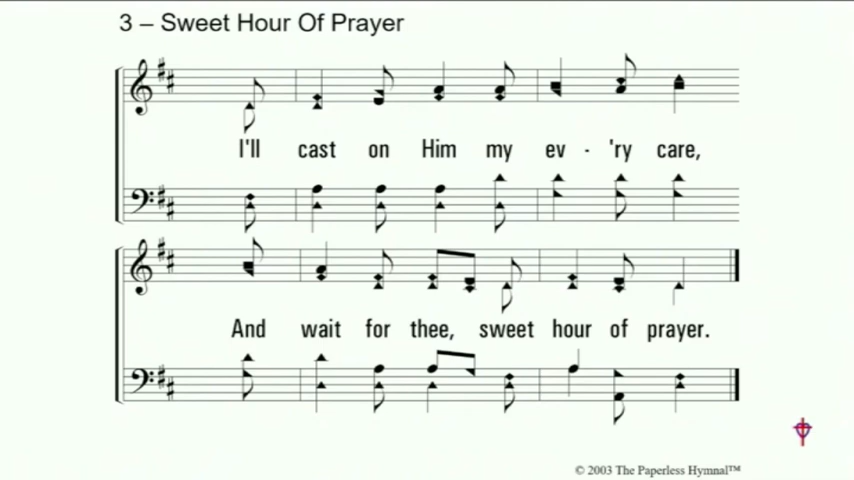 3 – Sweet Hour Of Prayer
I'll cast on Him my ev - 'ry care,
And wait for thee, sweet hour of prayer.
© 2003 The Paperless Hymnal™